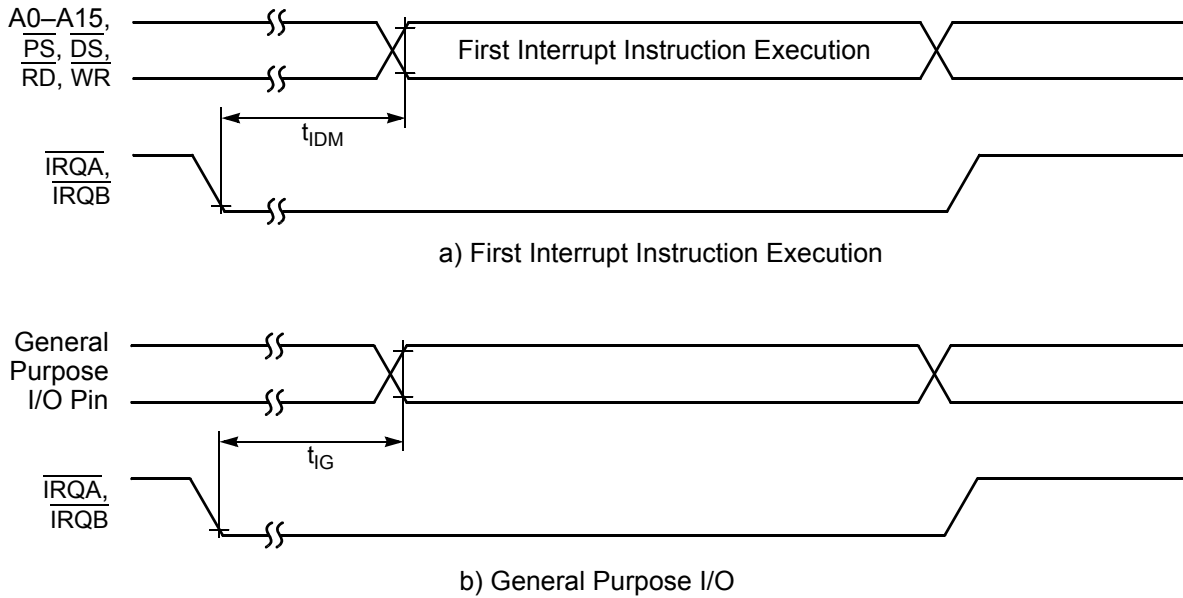 A0–A15,
PS, DS,
RD, WR
First Interrupt Instruction Execution
tIDM
IRQA,
IRQB
a) First Interrupt Instruction Execution
General
Purpose
I/O Pin
tIG
IRQA,
IRQB
b) General Purpose I/O